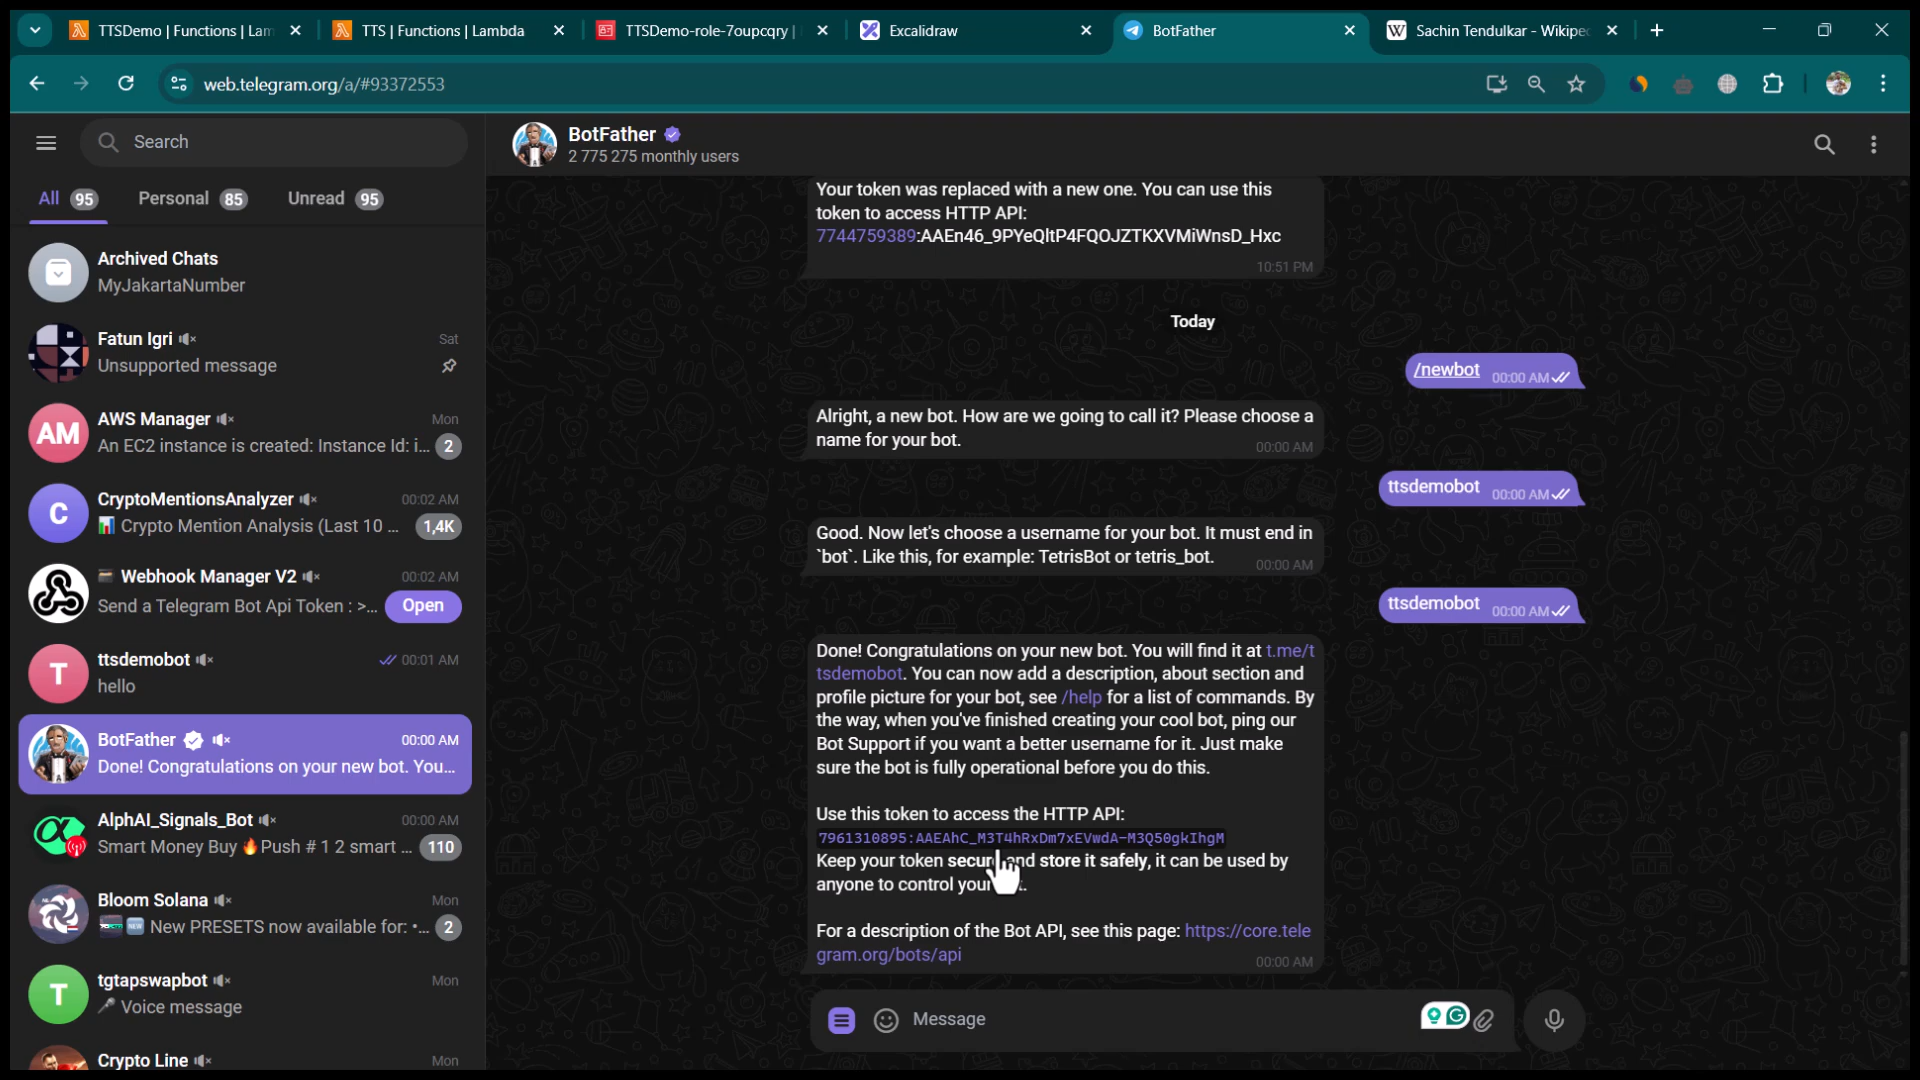 TTSDemo | Functions | Lam
TTS | Functions | Lambda
TTSDemo-role-7oupcqry |
Excalidraw
BotFather
Sachin Tendulkar - Wikiped
web.telegram.org/a/#93372553
Search
All 95
Personal 85
Unread 95
Archived Chats
MyJakartaNumber
Fatun Igri
Sat
Unsupported message
AM
AWS Manager
Mon
An EC2 instance is created: Instance Id: i...
2
C
CryptoMentionsAnalyzer
00:02 AM
Crypto Mention Analysis (Last 10 ...
1,4K
Webhook Manager V2
00:02 AM
Send a Telegram Bot Api Token : >...
Open
T
ttsdemobot
00:01 AM
hello
BotFather
00:00 AM
Done! Congratulations on your new bot. You...
AlphAI_Signals_Bot
00:00 AM
Smart Money Buy 🔥Push # 1 2 smart ...
110
Bloom Solana
Mon
New PRESETS now available for: •...
2
T
tgtapswapbot
Mon
Voice message
Crypto Line
Mon
BotFather
2 775 275 monthly users
Your token was replaced with a new one. You can use this
token to access HTTP API:
7744759389:AAEn46_9PYeQltP4FQOJZTKXVMiWnsD_Hxc
10:51 PM
Today
/newbot
00:00 AM
Alright, a new bot. How are we going to call it? Please choose a
name for your bot.
00:00 AM
ttsdemobot
00:00 AM
Good. Now let's choose a username for your bot. It must end in
`bot`. Like this, for example: TetrisBot or tetris_bot.
00:00 AM
ttsdemobot
00:00 AM
Done! Congratulations on your new bot. You will find it at t.me/t
tsdemobot. You can now add a description, about section and
profile picture for your bot, see /help for a list of commands. By
the way, when you've finished creating your cool bot, ping our
Bot Support if you want a better username for it. Just make
sure the bot is fully operational before you do this.
Use this token to access the HTTP API:
7961310895:AAEAhC_M3T4hRxDm7xEVwdA-M3Q50gkIhgM
Keep your token secur and store it safely, it can be used by
anyone to control your t.
For a description of the Bot API, see this page: https://core.tele
gram.org/bots/api
00:00 AM
Message